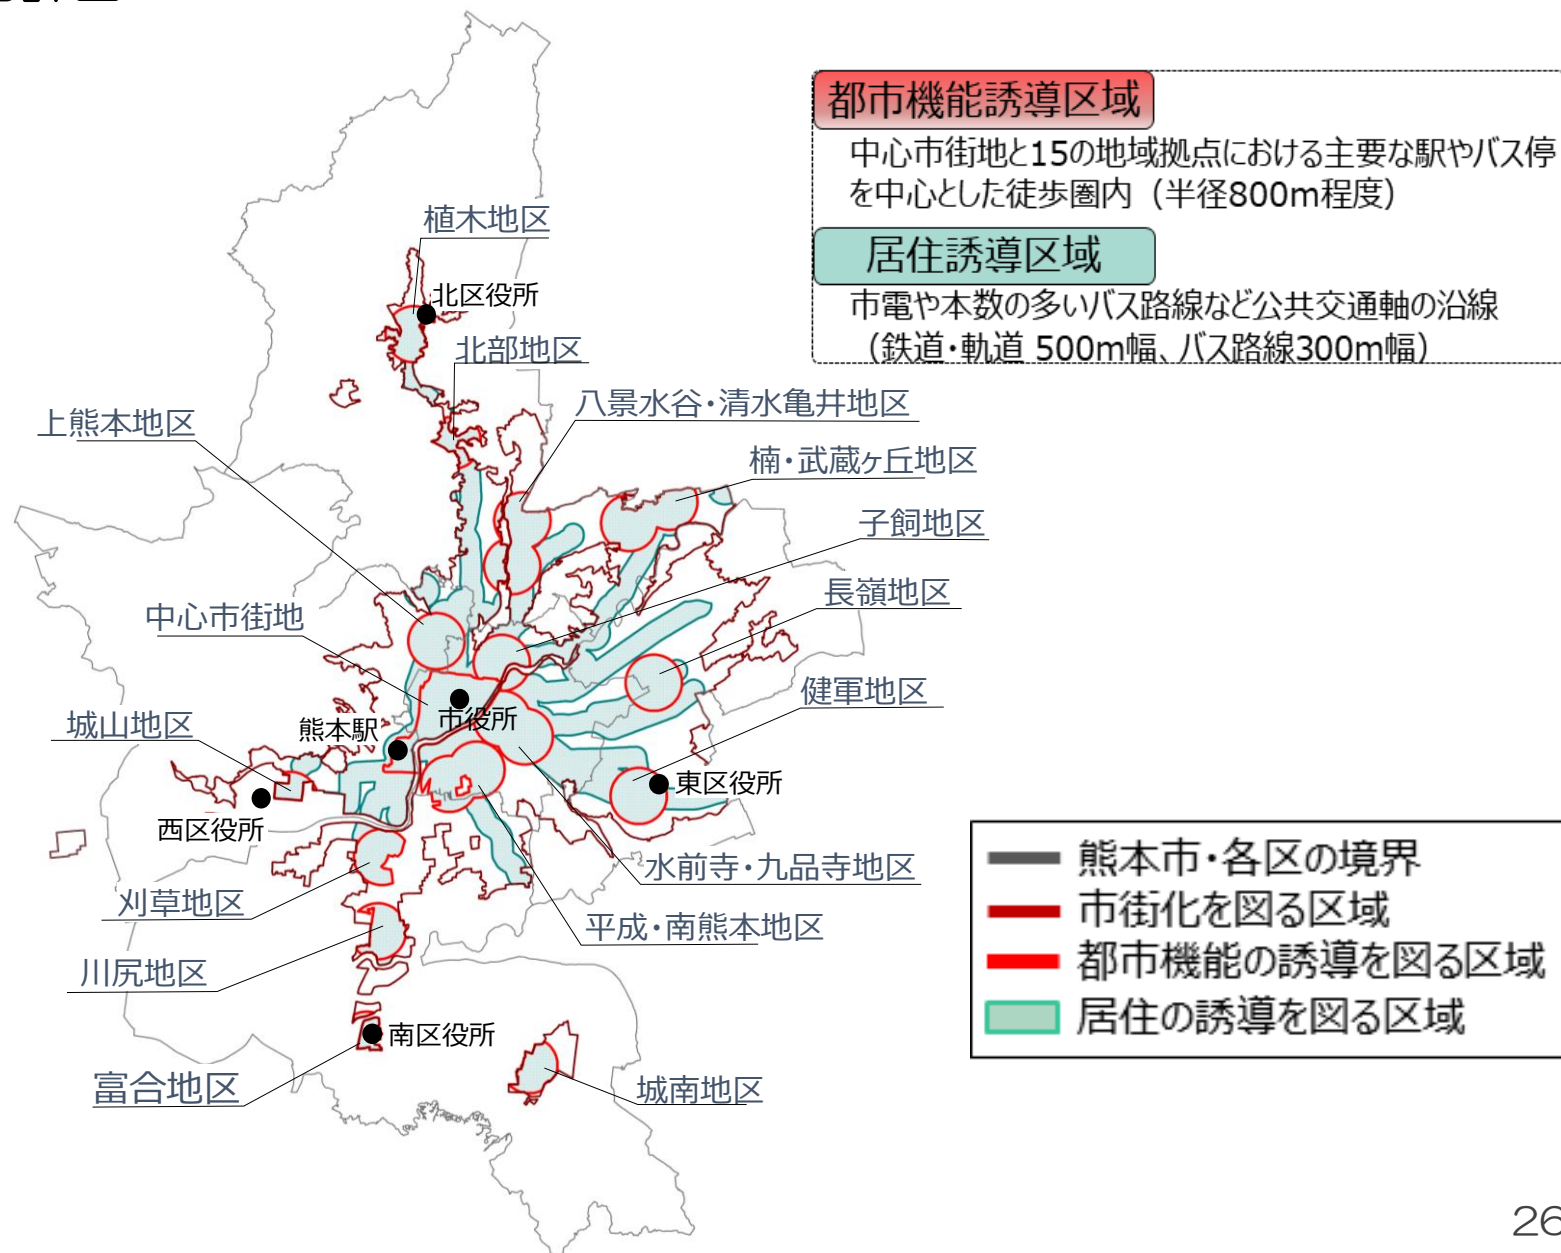 都市機能誘導区域
中心市街地と15の地域拠点における主要な駅やバス停
を中心とした徒歩圏内（半径800m程度）
居住誘導区域
市電や本数の多いバス路線など公共交通軸の沿線
（鉄道・軌道 500m幅、バス路線300m幅）
植木地区
北区役所
北部地区
八景水谷・清水亀井地区
上熊本地区
楠・武蔵ヶ丘地区
子飼地区
長嶺地区
中心市街地
健軍地区
城山地区
熊本駅
市役所
東区役所
西区役所
水前寺・九品寺地区
刈草地区
平成・南熊本地区
川尻地区
南区役所
富合地区
城南地区
熊本市・各区の境界
市街化を図る区域
都市機能の誘導を図る区域
居住の誘導を図る区域
26